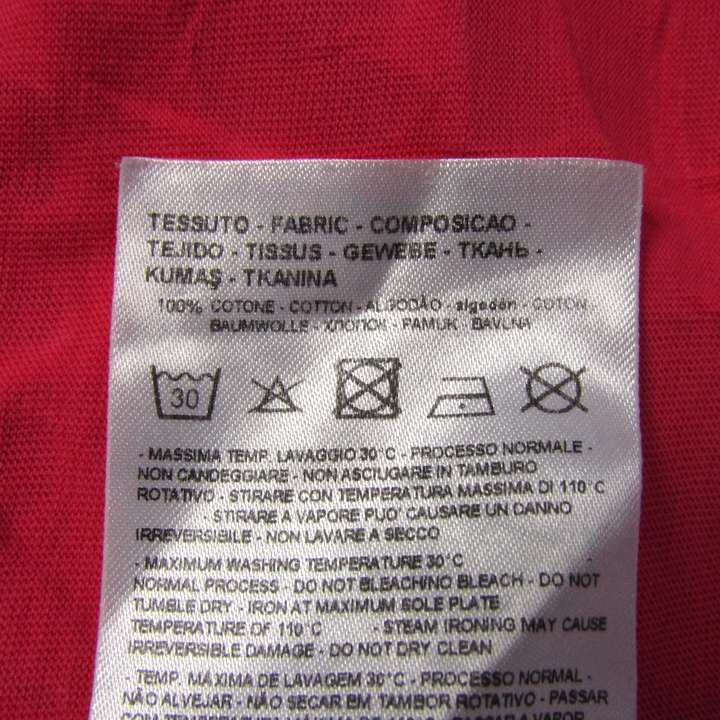 TESSUTO - FABRIC - COMPOSICAO -
TEJIDO - TISSUS - GEWEBE - ТКАНЬ -
KUMAŞ - TKANINA
100% COTONE - COTTON - ALGODÃO - algodón - COTON -
BAUMWOLLE - ХЛОПОК - PAMUK - BAVLNA
30
- MASSIMA TEMP. LAVAGGIO 30°C - PROCESSO NORMALE -
NON CANDEGGIARE - NON ASCIUGARE IN TAMBURO
ROTATIVO - STIRARE CON TEMPERATURA MASSIMA DI 110°C
- STIRARE A VAPORE PUO' CAUSARE UN DANNO
IRREVERSIBILE - NON LAVARE A SECCO
- MAXIMUM WASHING TEMPERATURE 30°C -
NORMAL PROCESS - DO NOT BLEACHINO BLEACH - DO NOT
TUMBLE DRY - IRON AT MAXIMUM SOLE PLATE
TEMPERATURE OF 110°C - STEAM IRONING MAY CAUSE
IRREVERSIBLE DAMAGE - DO NOT DRY CLEAN
- TEMP. MÁXIMA DE LAVAGEM 30°C - PROCESSO NORMAL -
NÃO ALVEJAR - NÃO SECAR EM TAMBOR ROTATIVO - PASSAR